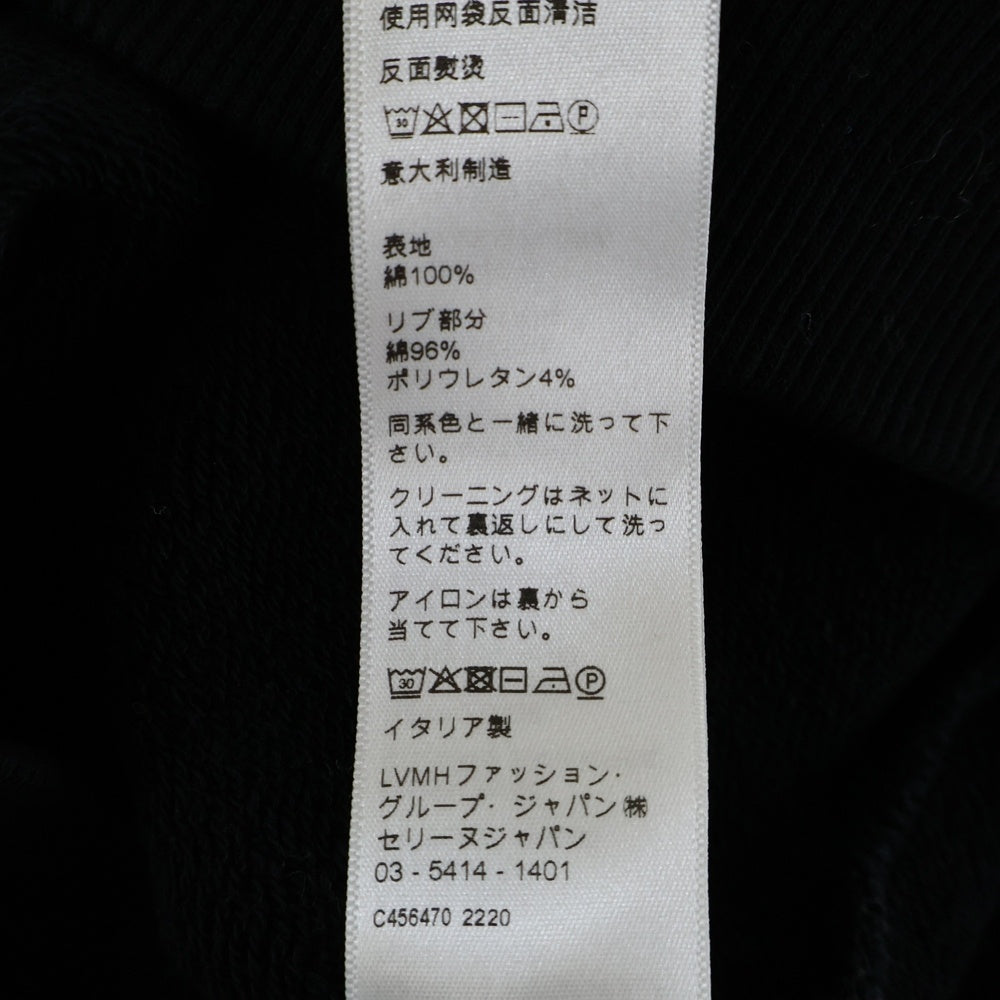 使用网袋反面清洁
反面熨烫
30 P
意大利制造
表地
綿100%
リブ部分
綿96%
ポリウレタン4%
同系色と一緒に洗って下
さい。
クリーニングはネットに
入れて裏返しにして洗っ
てください。
アイロンは裏から
当てて下さい。
30 P
イタリア製
LVMHファッション·
グループ· ジャパン㈱
セリーヌジャパン
03 - 5414 - 1401
C456470 2220